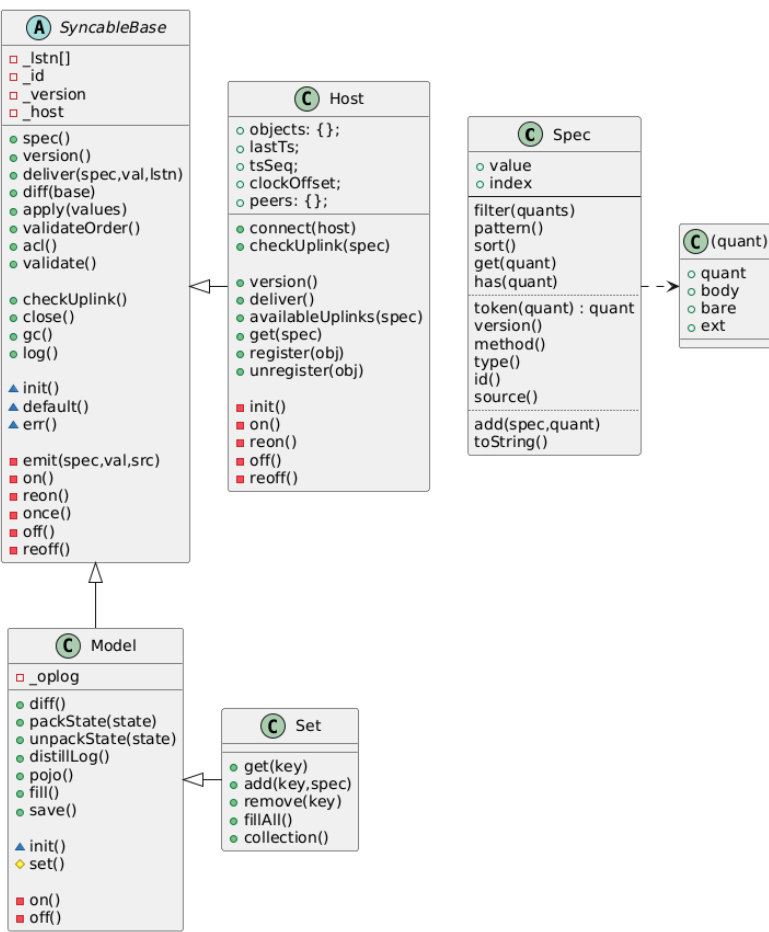 A SyncableBase
_lstn[]
_id
_version
_host
spec()
version()
deliver(spec,val,lstn)
diff(base)
apply(values)
validateOrder()
acl()
validate()
checkUplink()
close()
gc()
log()
init()
default()
err()
emit(spec,val,src)
on()
reon()
once()
off()
reoff()
C Host
objects: {};
lastTs;
tsSeq;
clockOffset;
peers: {};
connect(host)
checkUplink(spec)
version()
deliver()
availableUplinks(spec)
get(spec)
register(obj)
unregister(obj)
init()
on()
reon()
off()
reoff()
C Spec
value
index
filter(quants)
pattern()
sort()
get(quant)
has(quant)
token(quant) : quant
version()
method()
type()
id()
source()
add(spec,quant)
toString()
C (quant)
quant
body
bare
ext
C Model
_oplog
diff()
packState(state)
unpackState(state)
distillLog()
pojo()
fill()
save()
init()
set()
on()
off()
C Set
get(key)
add(key,spec)
remove(key)
fillAll()
collection()